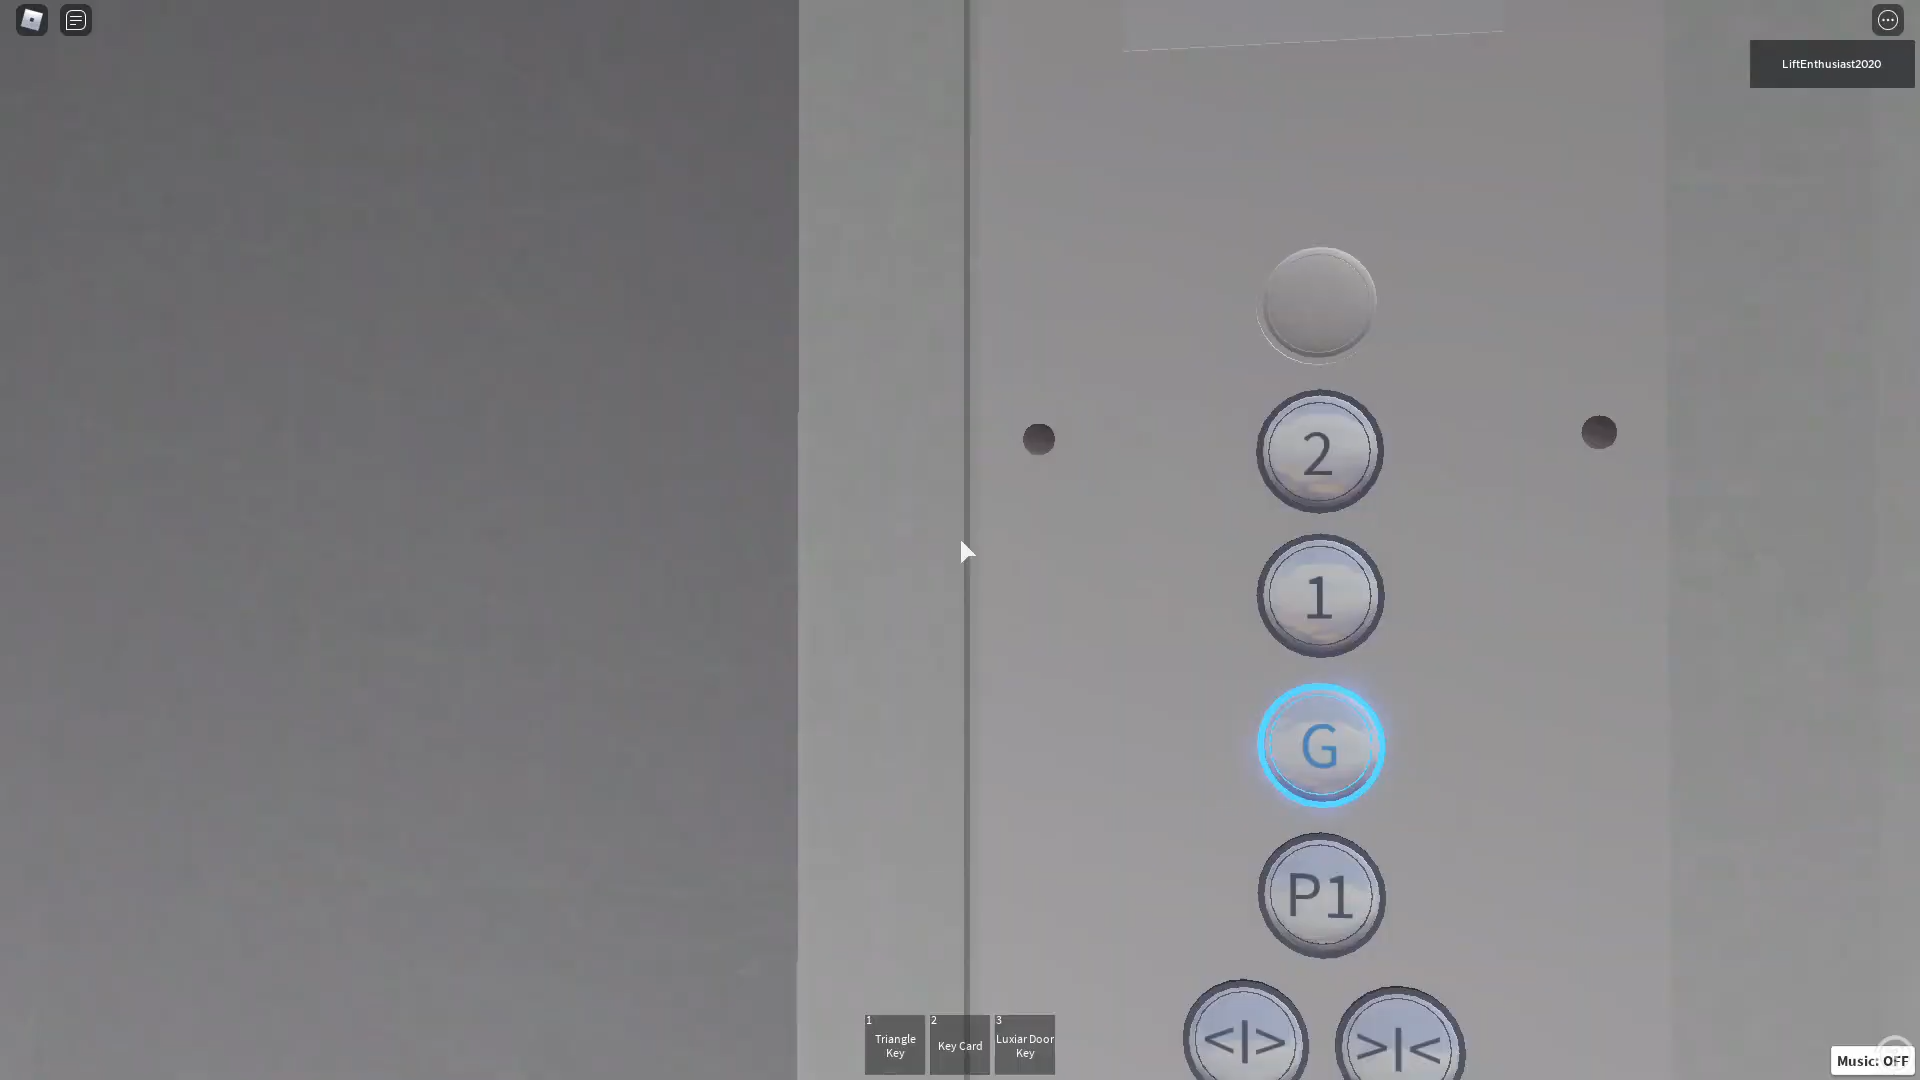 LiftEnthusiast2020
2
1
G
P1
<|> >|<
1 2 3
Triangle Key
Key Card
Luxiar Door Key
Music: OFF